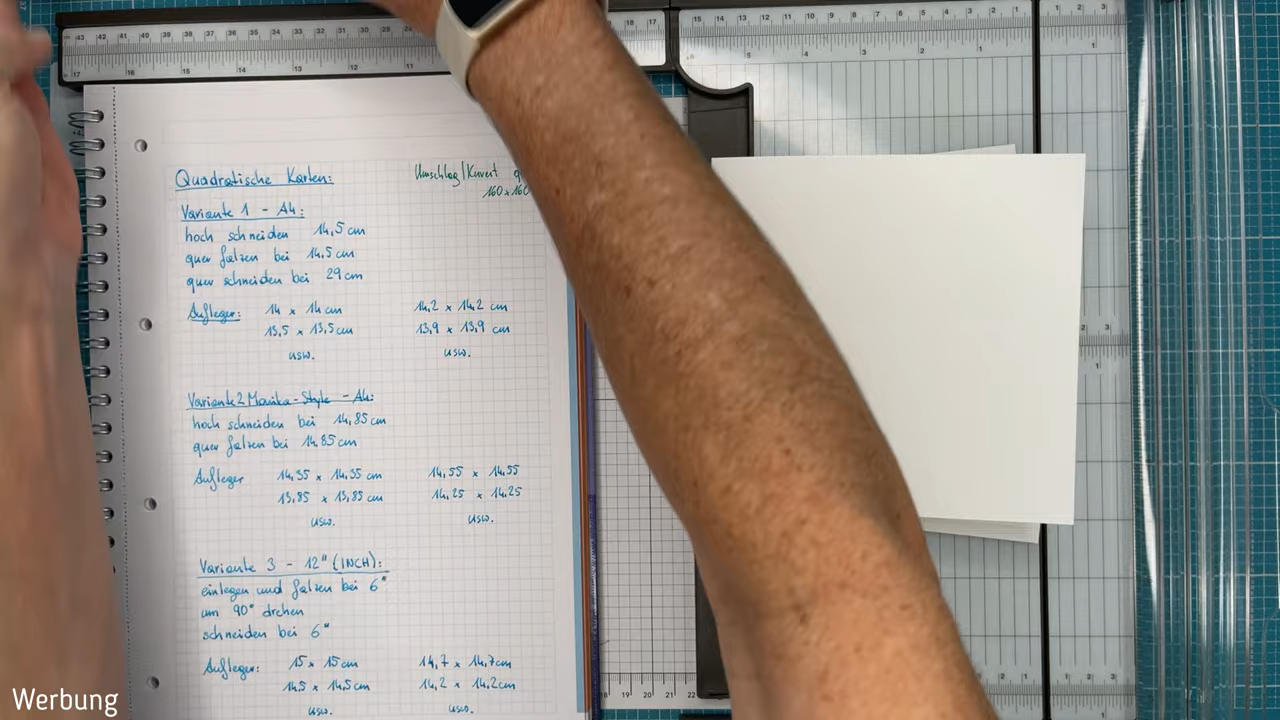 Quadratische Karten:
Umschlag/Kuvert
160 x 160
Variante 1 - A4:
hoch schneiden 14,5 cm
quer falzen bei 14,5 cm
quer schneiden bei 29 cm
Aufleger: 14 x 14 cm 14,2 x 14,2 cm
13,5 x 13,5 cm 13,9 x 13,9 cm
usw. usw.
Variante 2 Monika-Style - A4:
hoch schneiden bei 14,85 cm
quer falzen bei 14,85 cm
Aufleger 14,35 x 14,35 cm 14,55 x 14,55
13,85 x 13,85 cm 14,25 x 14,25
usw. usw.
Variante 3 - 12" (INCH):
einlegen und falzen bei 6"
um 90° drehen
schneiden bei 6"
Aufleger: 15 x 15 cm 14,7 x 14,7 cm
14,5 x 14,5 cm 14,2 x 14,2 cm
usw. usw.
Werbung